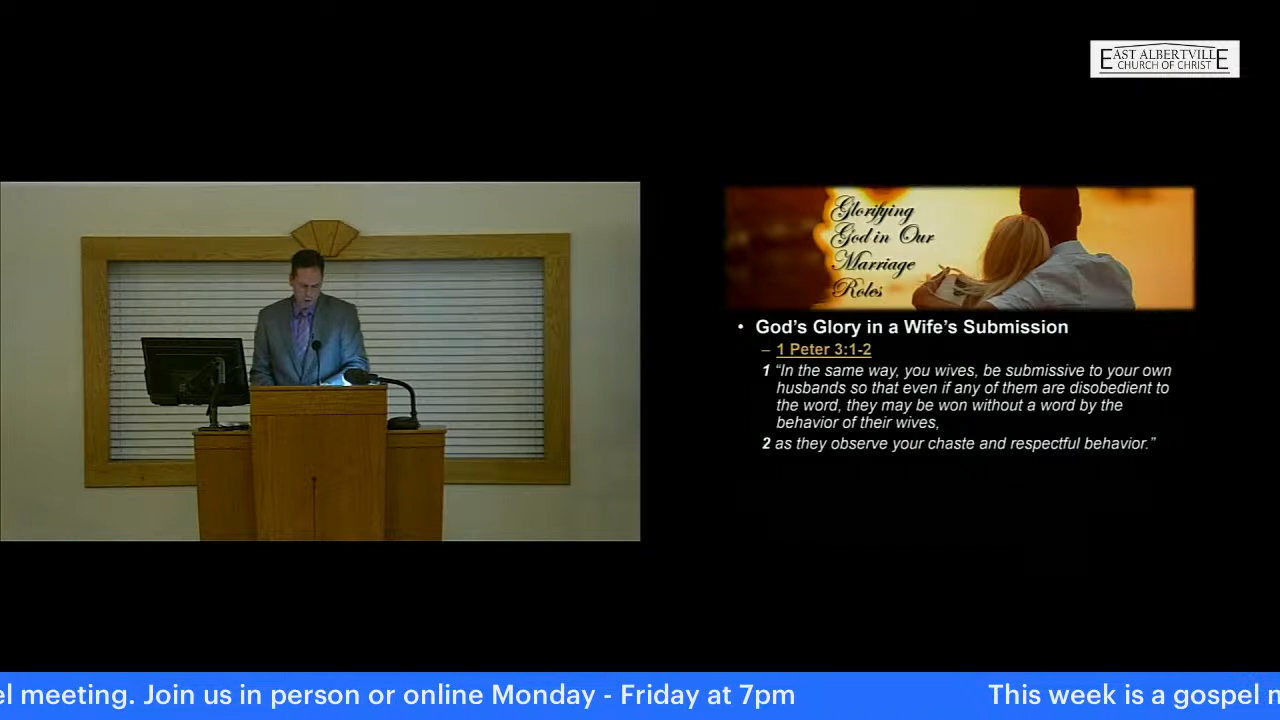 EAST ALBERTVILLE
CHURCH OF CHRIST
Glorifying
God in Our
Marriage
Roles
• God's Glory in a Wife's Submission
– 1 Peter 3:1-2
1 “In the same way, you wives, be submissive to your own
husbands so that even if any of them are disobedient to
the word, they may be won without a word by the
behavior of their wives,
2 as they observe your chaste and respectful behavior.”
el meeting. Join us in person or online Monday - Friday at 7pm
This week is a gospel m